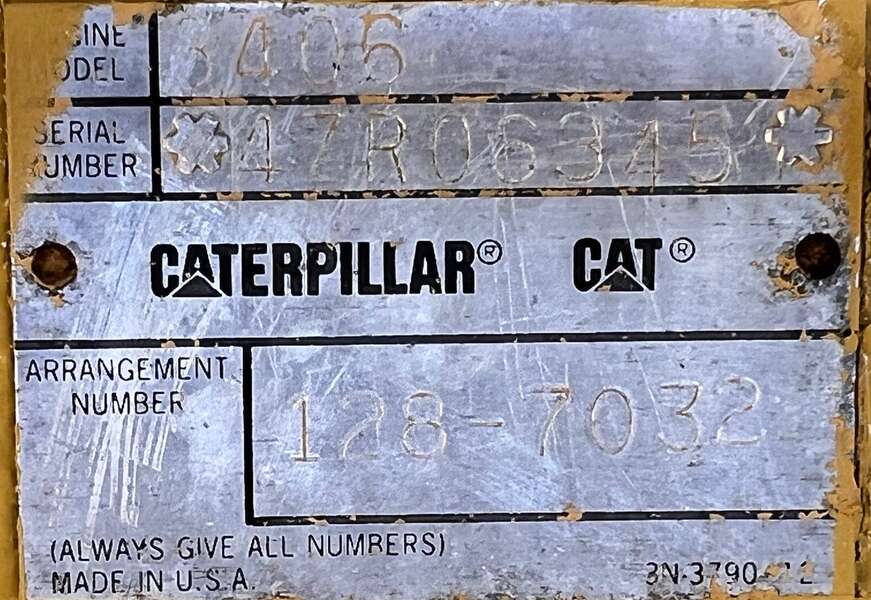 GINE
ODEL
3406
SERIAL
NUMBER
*4ZR06345*
CATERPILLAR® CAT®
ARRANGEMENT
NUMBER
128-7032
(ALWAYS GIVE ALL NUMBERS)
MADE IN U.S.A.
3N-3790